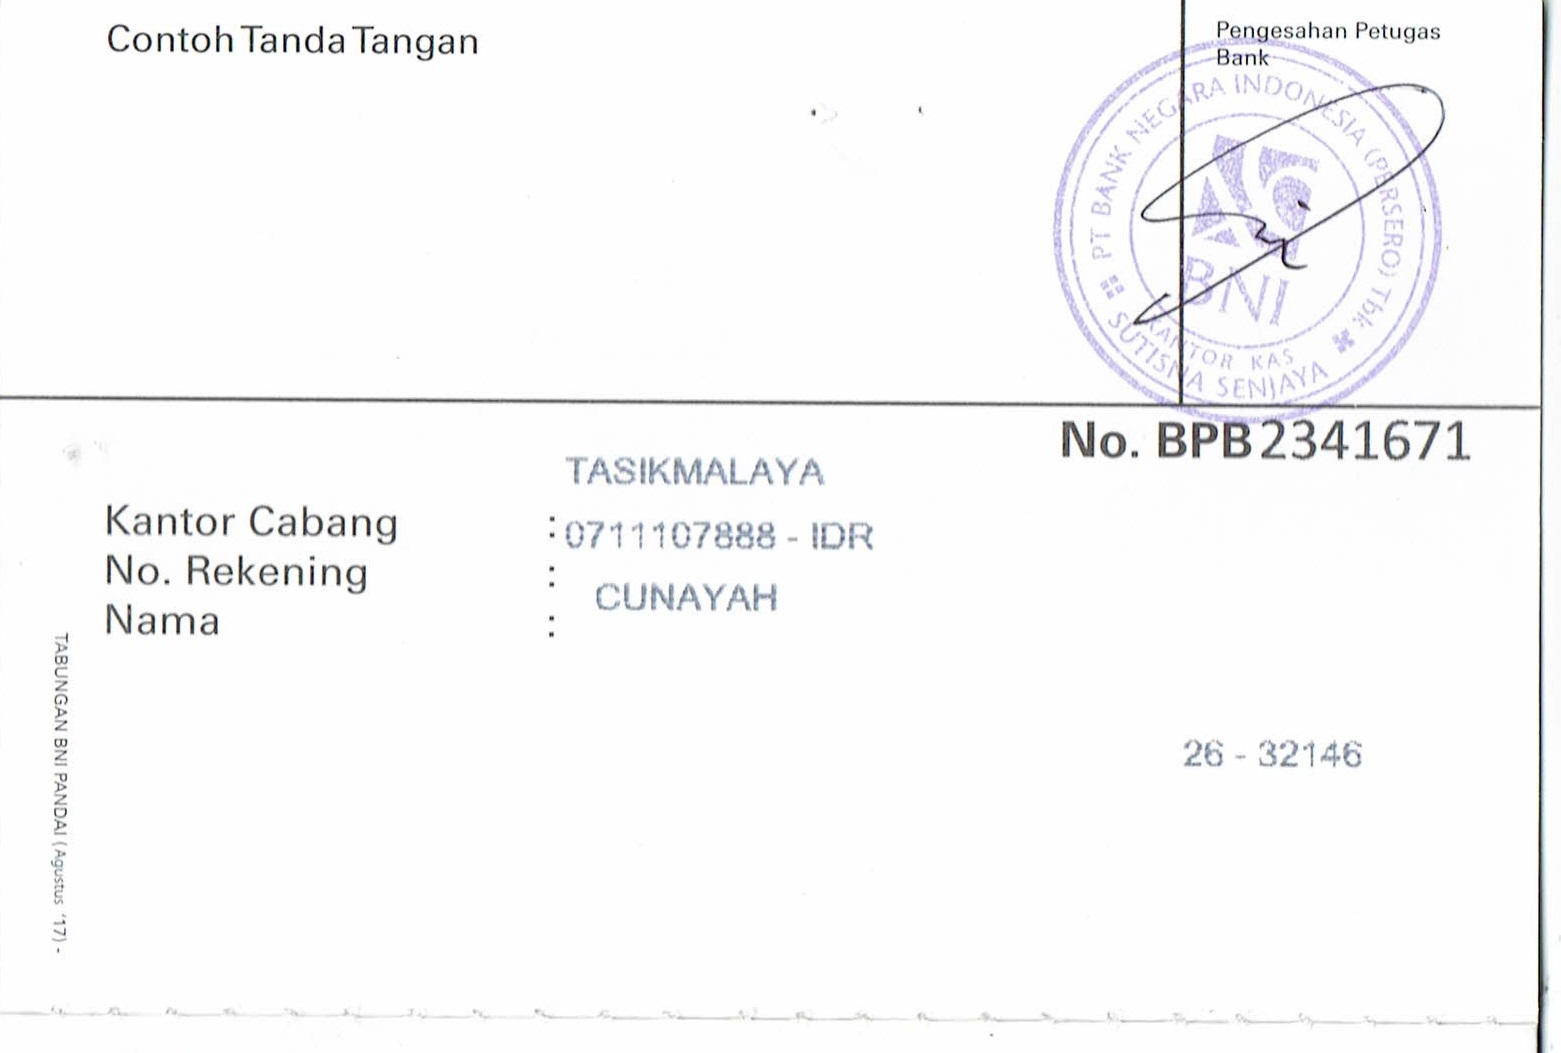 Contoh Tanda Tangan
Pengesahan Petugas
Bank
PT BANK NEGARA INDONESIA (PERSERO) Tbk
BNI
KANTOR KAS
SUTISNA SENJAYA
No. BPB 2341671
TASIKMALAYA
Kantor Cabang : 0711107888 - IDR
No. Rekening :
CUNAYAH
Nama :
26 - 32146
TABUNGAN BNI PANDAI (Agustus '17) -